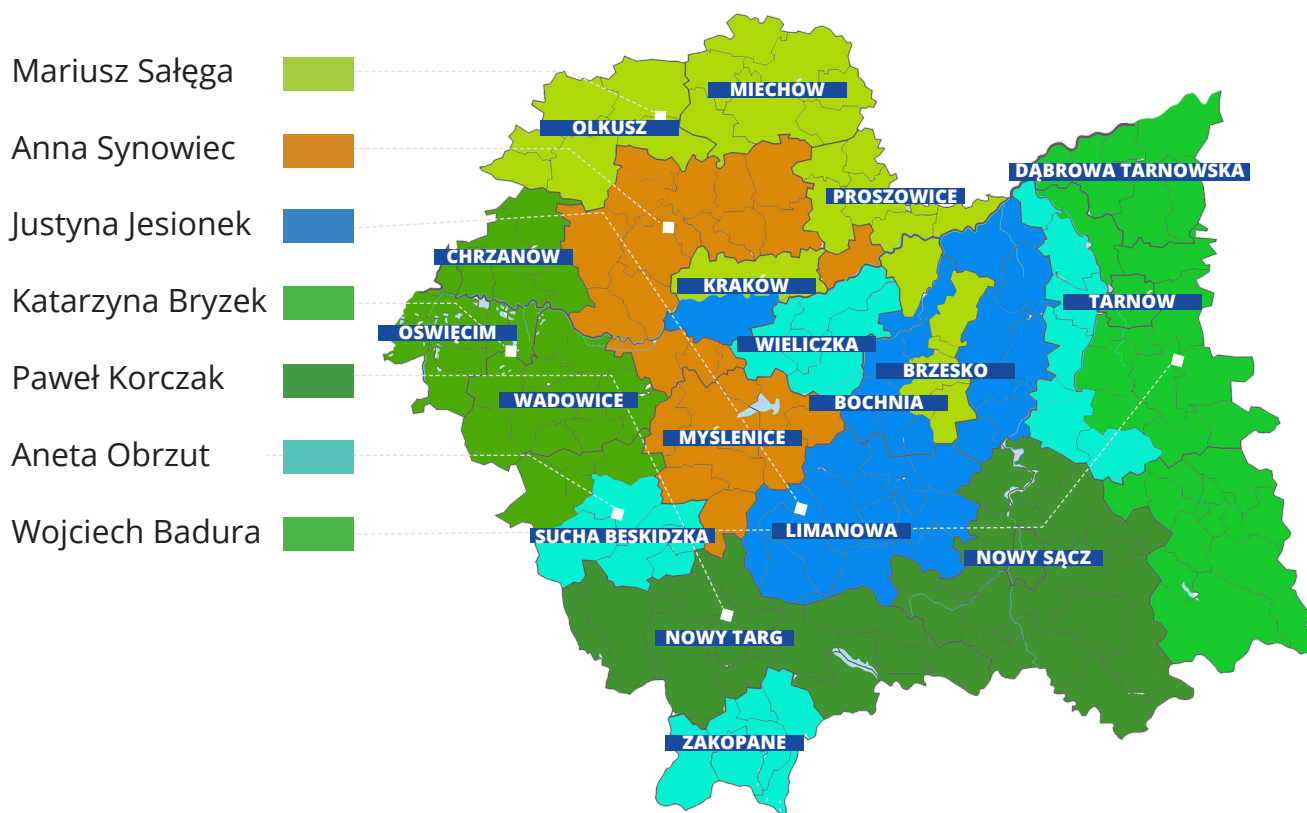 Mariusz Sałęga
Anna Synowiec
Justyna Jesionek
Katarzyna Bryzek
Paweł Korczak
Aneta Obrzut
Wojciech Badura
MIECHÓW
OLKUSZ
DĄBROWA TARNOWSKA
PROSZOWICE
CHRZANÓW
KRAKÓW
TARNÓW
OŚWIĘCIM
WIELICZKA
BRZESKO
WADOWICE
BOCHNIA
MYŚLENICE
SUCHA BESKIDZKA
LIMANOWA
NOWY SĄCZ
NOWY TARG
ZAKOPANE